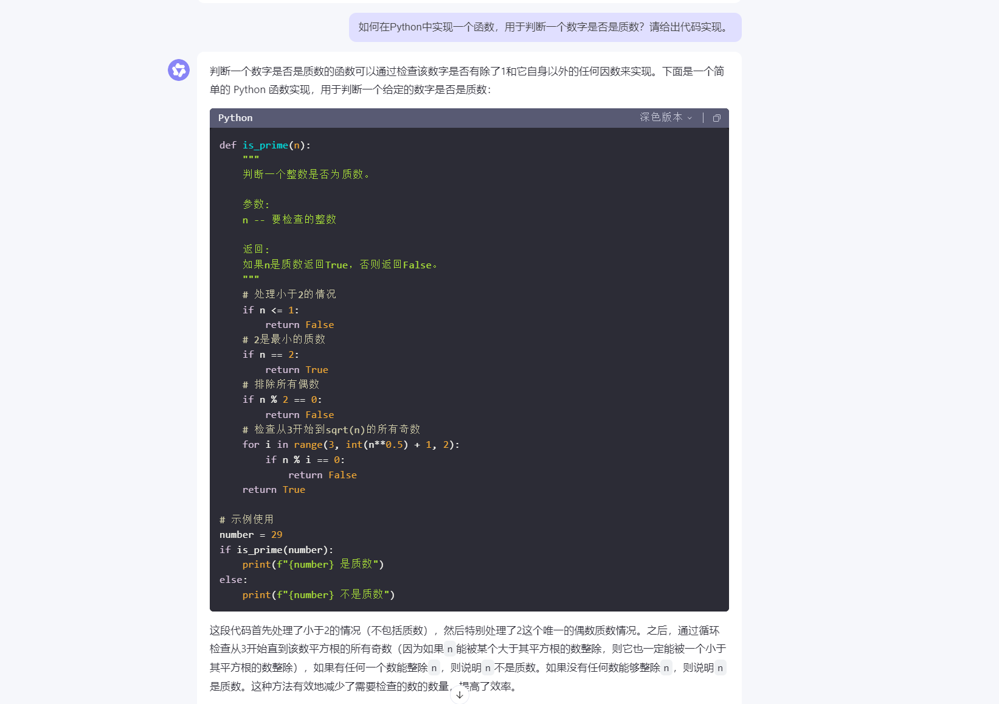 如何在Python中实现一个函数，用于判断一个数字是否是质数？请给出代码实现。
判断一个数字是否是质数的函数可以通过检查该数字是否有除了1和它自身以外的任何因数来实现。下面是一个简
单的 Python 函数实现，用于判断一个给定的数字是否是质数：
Python 深色版本
def is_prime(n):
    """
    判断一个整数是否为质数。

    参数:
    n -- 要检查的整数

    返回:
    如果n是质数返回True，否则返回False。
    """
    # 处理小于2的情况
    if n <= 1:
        return False
    # 2是最小的质数
    if n == 2:
        return True
    # 排除所有偶数
    if n % 2 == 0:
        return False
    # 检查从3开始到sqrt(n)的所有奇数
    for i in range(3, int(n**0.5) + 1, 2):
        if n % i == 0:
            return False
    return True

# 示例使用
number = 29
if is_prime(number):
    print(f"{number} 是质数")
else:
    print(f"{number} 不是质数")
这段代码首先处理了小于2的情况（不包括质数），然后特别处理了2这个唯一的偶数质数情况。之后，通过循环
检查从3开始直到该数平方根的所有奇数（因为如果 n 能被某个大于其平方根的数整除，则它也一定能被一个小于
其平方根的数整除），如果有任何一个数能整除 n ，则说明 n 不是质数。如果没有任何数能够整除 n ，则说明 n
是质数。这种方法有效地减少了需要检查的数的数量，提高了效率。